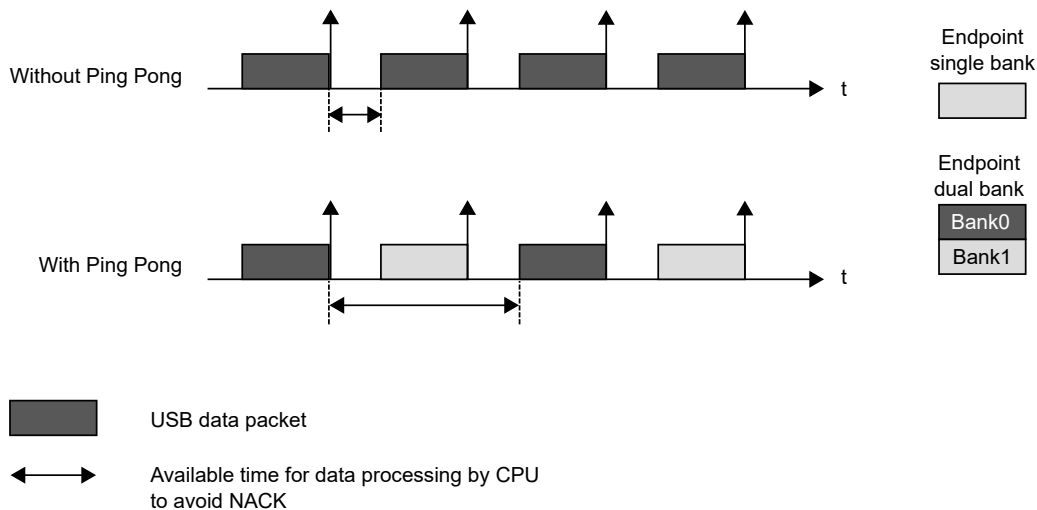 Without Ping Pong
t
Endpoint
single bank
Endpoint
dual bank
Bank0
Bank1
With Ping Pong
t
USB data packet
Available time for data processing by CPU
to avoid NACK